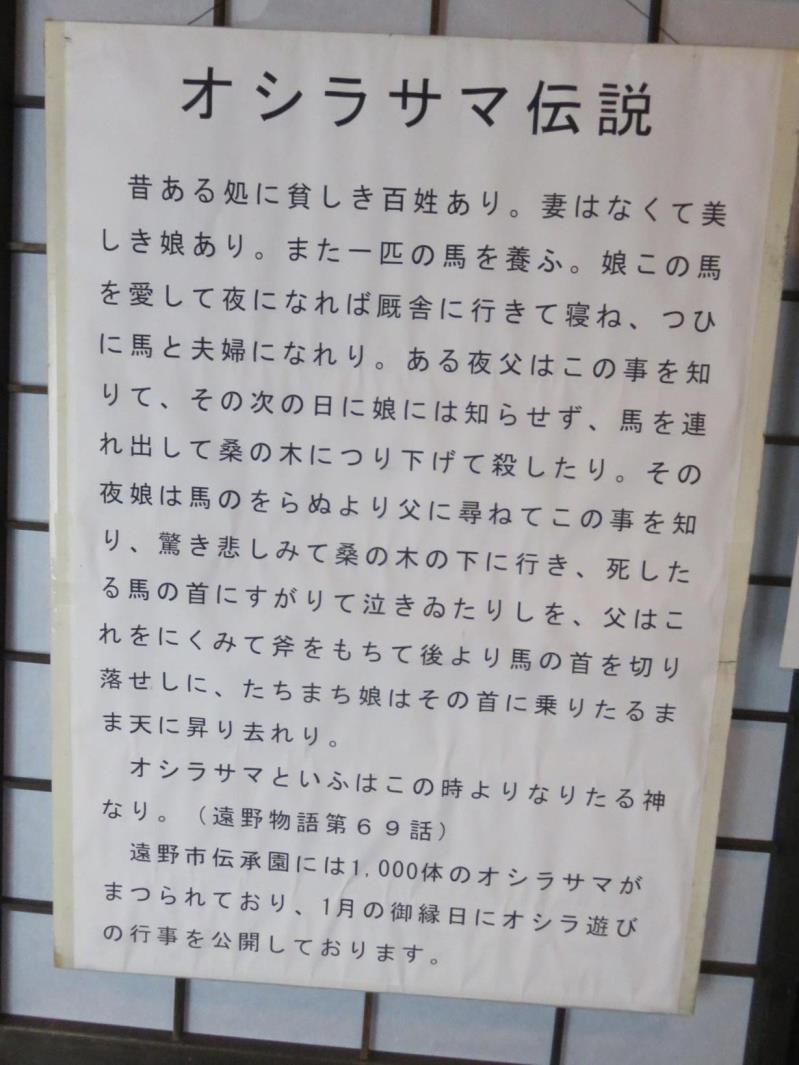 オシラサマ伝説
昔ある処に貧しき百姓あり。妻はなくて美
しき娘あり。また一匹の馬を養ふ。娘この馬
を愛して夜になれば厩舎に行きて寝ね、つひ
に馬と夫婦になれり。ある夜父はこの事を知
りて、その次の日に娘には知らせず、馬を連
れ出して桑の木につり下げて殺したり。その
夜娘は馬のをらぬより父に尋ねてこの事を知
り、驚き悲しみて桑の木の下に行き、死した
る馬の首にすがりて泣きゐたりしを、父はこ
れをにくみて斧をもちて後より馬の首を切り
落せしに、たちまち娘はその首に乗りたるま
ま天に昇り去れり。
オシラサマといふはこの時よりなりたる神
なり。（遠野物語第６９話）
遠野市伝承園には1,000体のオシラサマが
まつられており、1月の御縁日にオシラ遊び
の行事を公開しております。